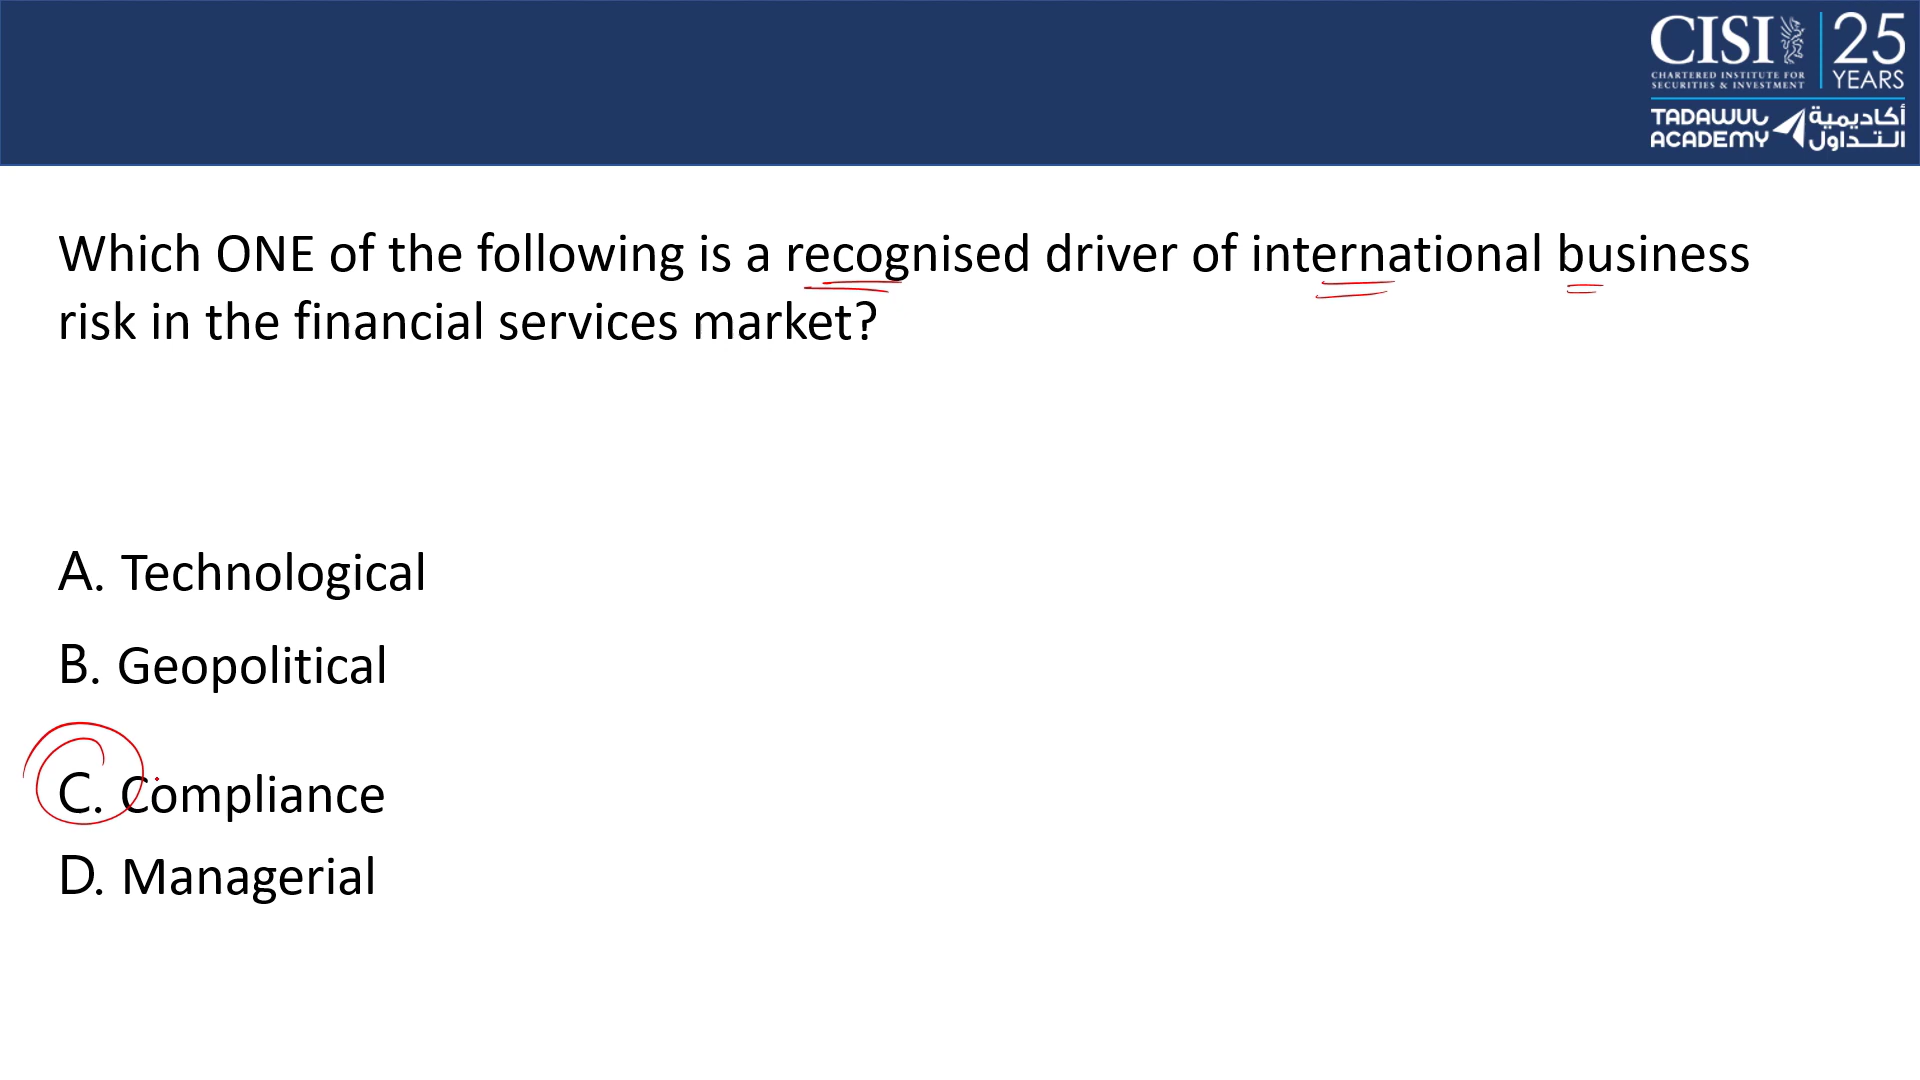 CISI 25
CHARTERED INSTITUTE FOR
SECURITIES & INVESTMENT YEARS
TADAWUL أكاديمية
ACADEMY التداول
Which ONE of the following is a recognised driver of international business
risk in the financial services market?
A. Technological
B. Geopolitical
C. Compliance
D. Managerial